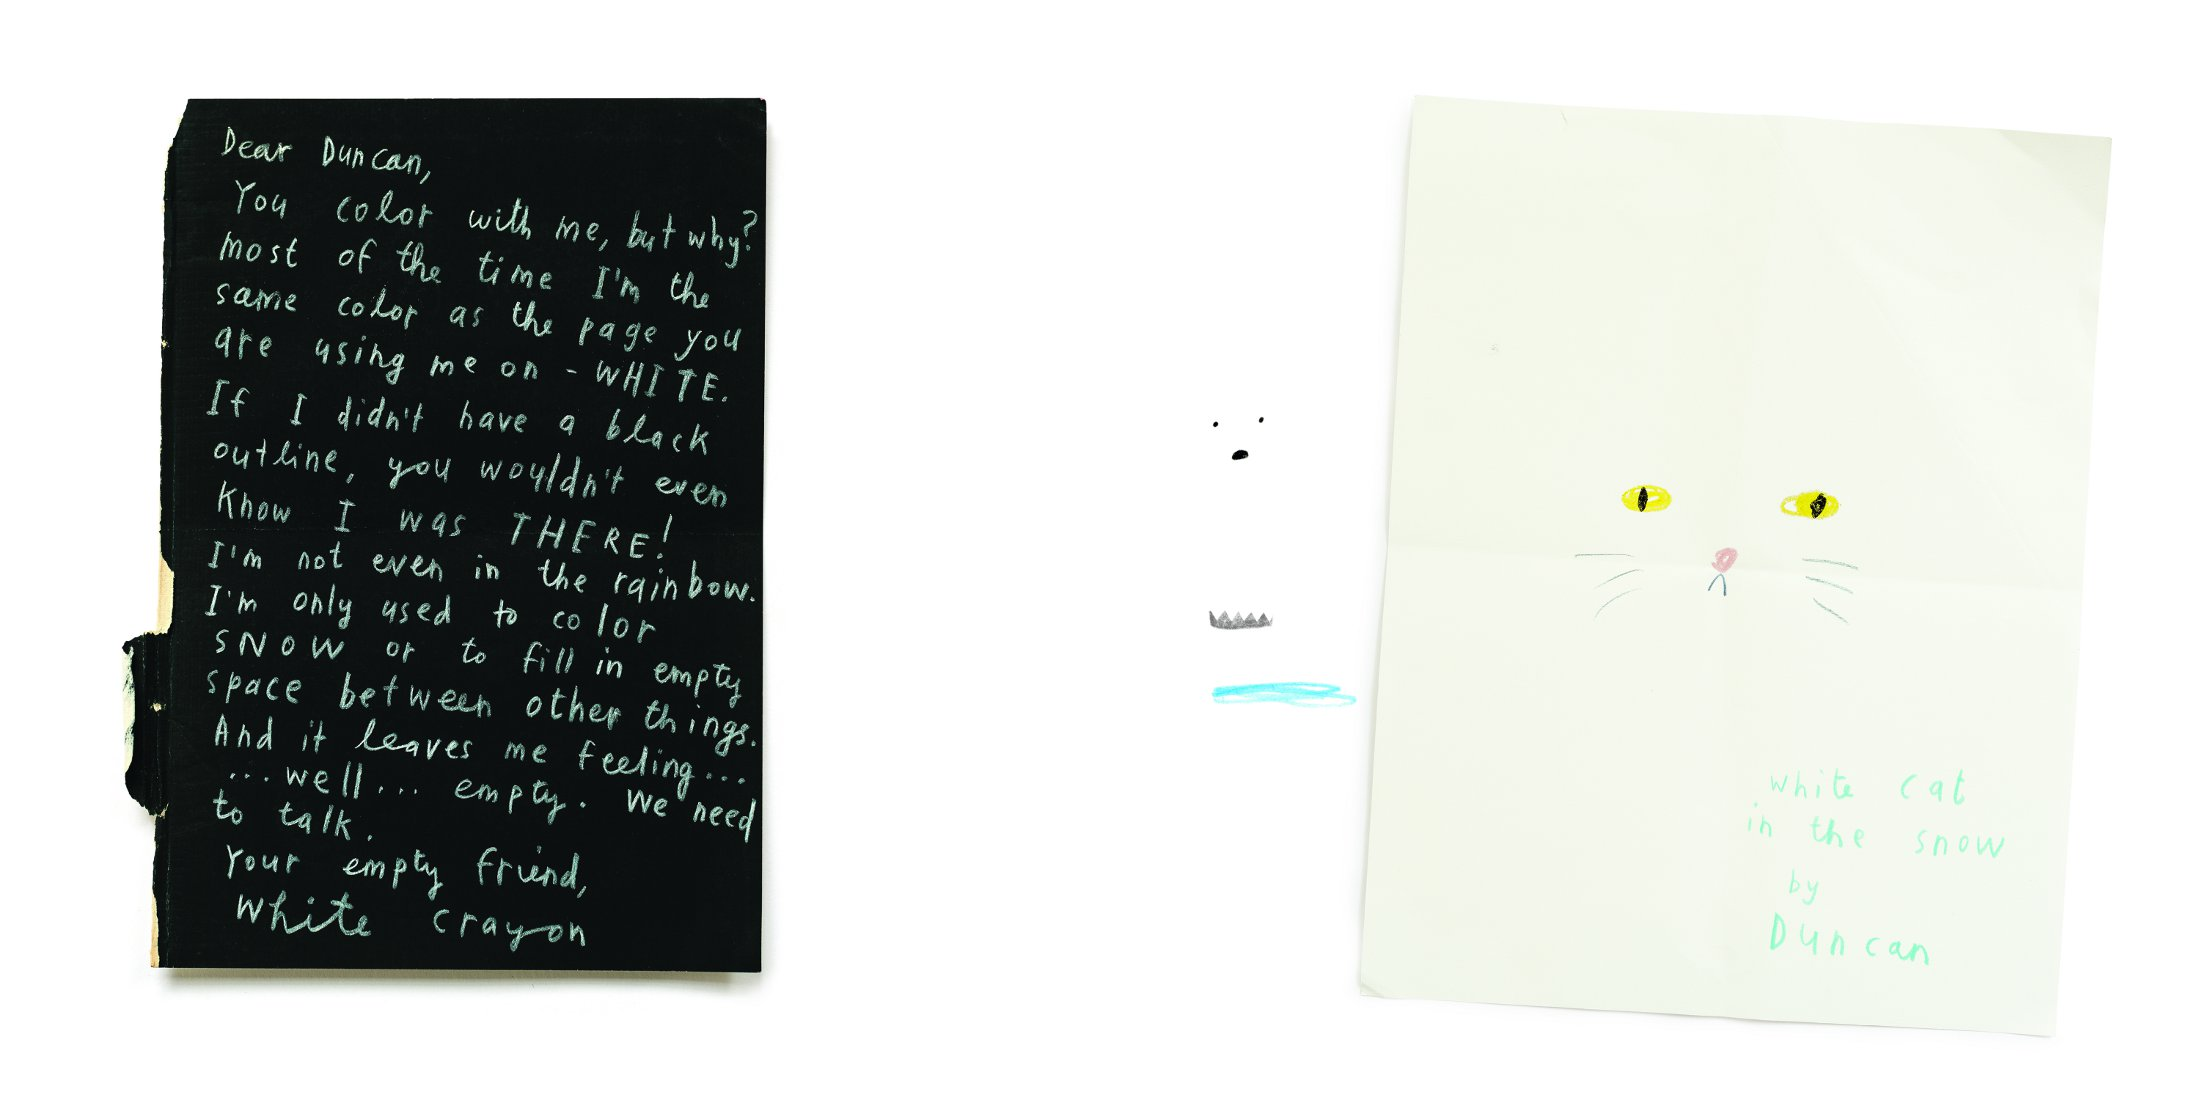 Dear Duncan,
You color with me, but why?
most of the time I'm the
same color as the page you
are using me on - WHITE.
If I didn't have a black
outline, you wouldn't even
know I was THERE!
I'm not even in the rainbow.
I'm only used to color
SNOW or to fill in empty
space between other things.
And it leaves me feeling...
...well... empty. We need
to talk.
Your empty friend,
White crayon
white cat
in the snow
by
Duncan